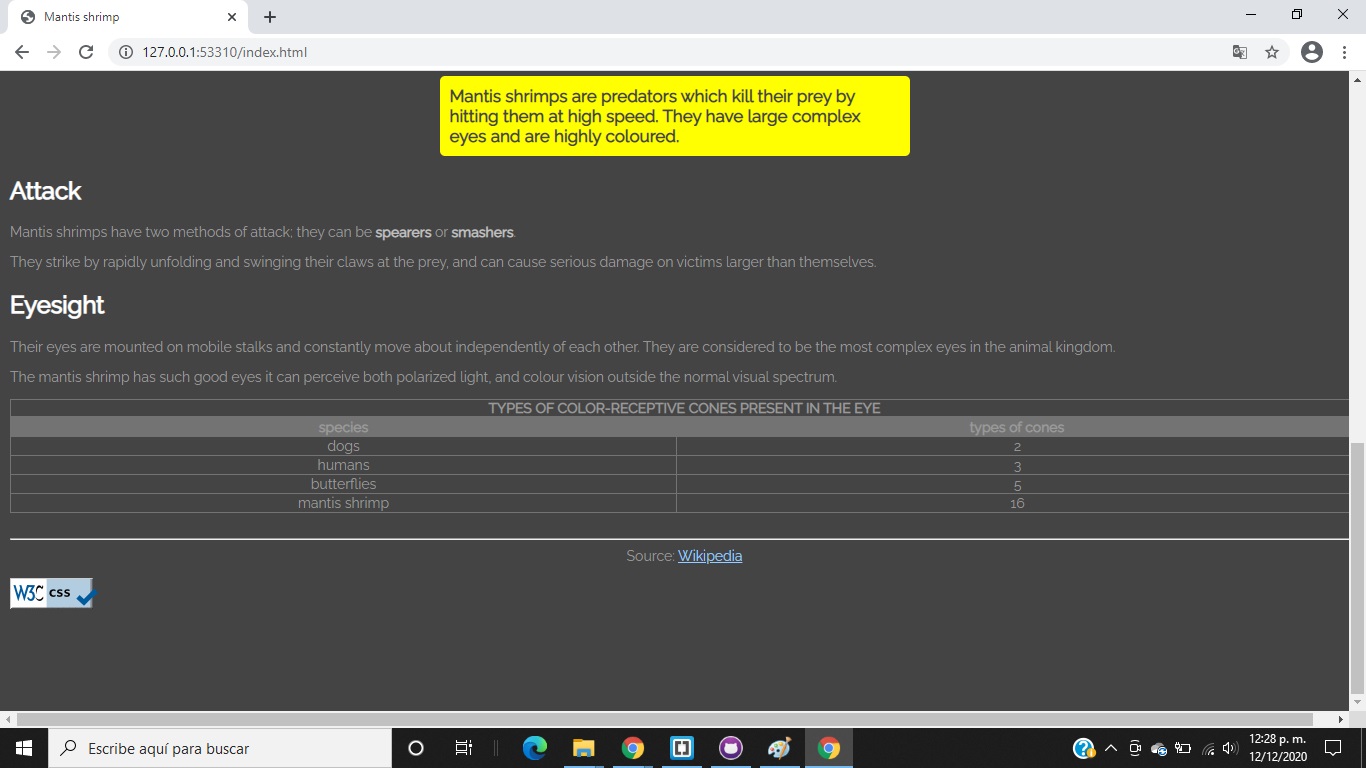 Mantis shrimp
127.0.0.1:53310/index.html
Mantis shrimps are predators which kill their prey by
hitting them at high speed. They have large complex
eyes and are highly coloured.
Attack
Mantis shrimps have two methods of attack; they can be spearers or smashers.
They strike by rapidly unfolding and swinging their claws at the prey, and can cause serious damage on victims larger than themselves.
Eyesight
Their eyes are mounted on mobile stalks and constantly move about independently of each other. They are considered to be the most complex eyes in the animal kingdom.
The mantis shrimp has such good eyes it can perceive both polarized light, and colour vision outside the normal visual spectrum.
TYPES OF COLOR-RECEPTIVE CONES PRESENT IN THE EYE
species types of cones
dogs 2
humans 3
butterflies 5
mantis shrimp 16
Source: Wikipedia
W3C css
Escribe aquí para buscar
12:28 p. m.
12/12/2020